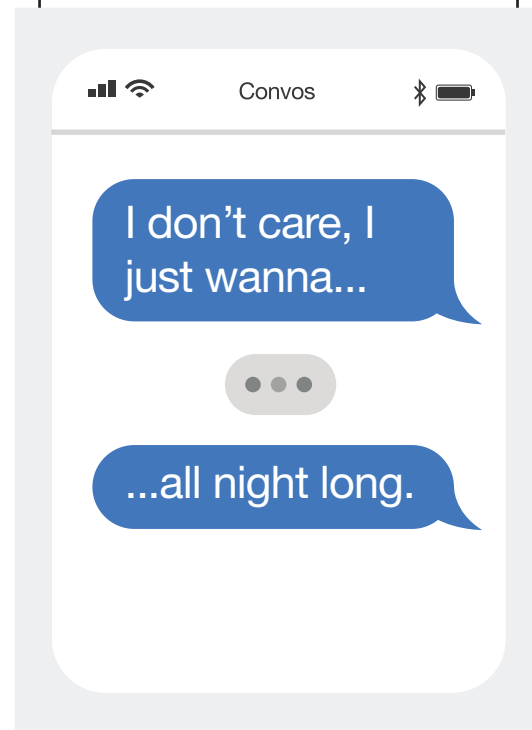 Convos
I don’t care, I
just wanna...
...all night long.